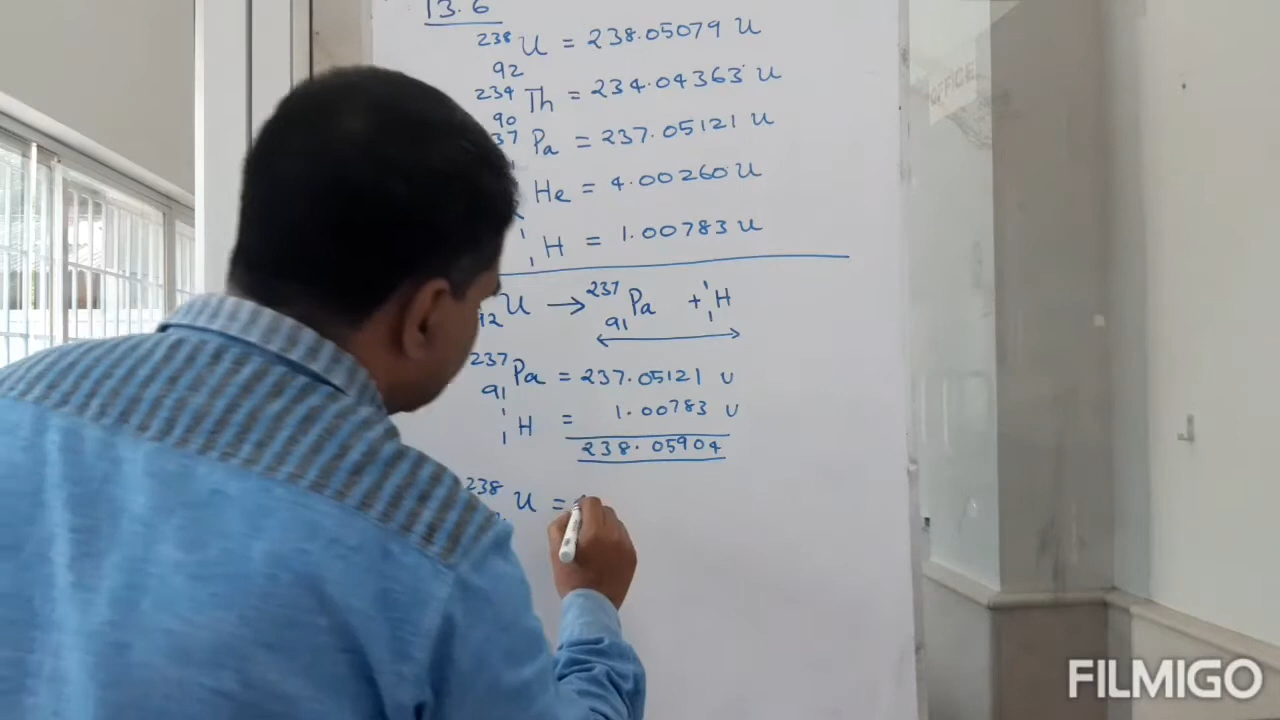 13.6
238
92 U = 238.05079 u
234
90 Th = 234.04363 u
37 Pa = 237.05121 u
He = 4.00260 u
1
1 H = 1.00783 u
92 U → 237 91 Pa + 1 1 H
237
91 Pa = 237.05121 u
1
1 H = 1.00783 u
238.05904
238 U =
OFFICE
FILMIGO